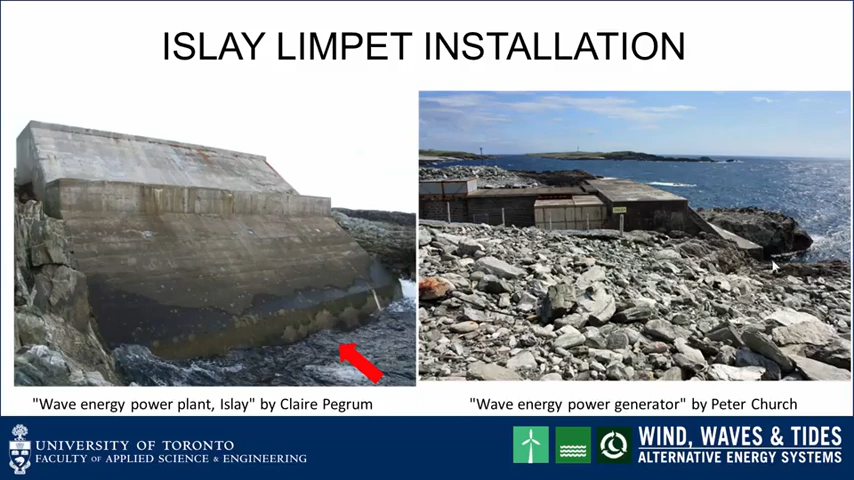 ISLAY LIMPET INSTALLATION
"Wave energy power plant, Islay" by Claire Pegrum
"Wave energy power generator" by Peter Church
UNIVERSITY OF TORONTO
FACULTY OF APPLIED SCIENCE & ENGINEERING
WIND, WAVES & TIDES
ALTERNATIVE ENERGY SYSTEMS